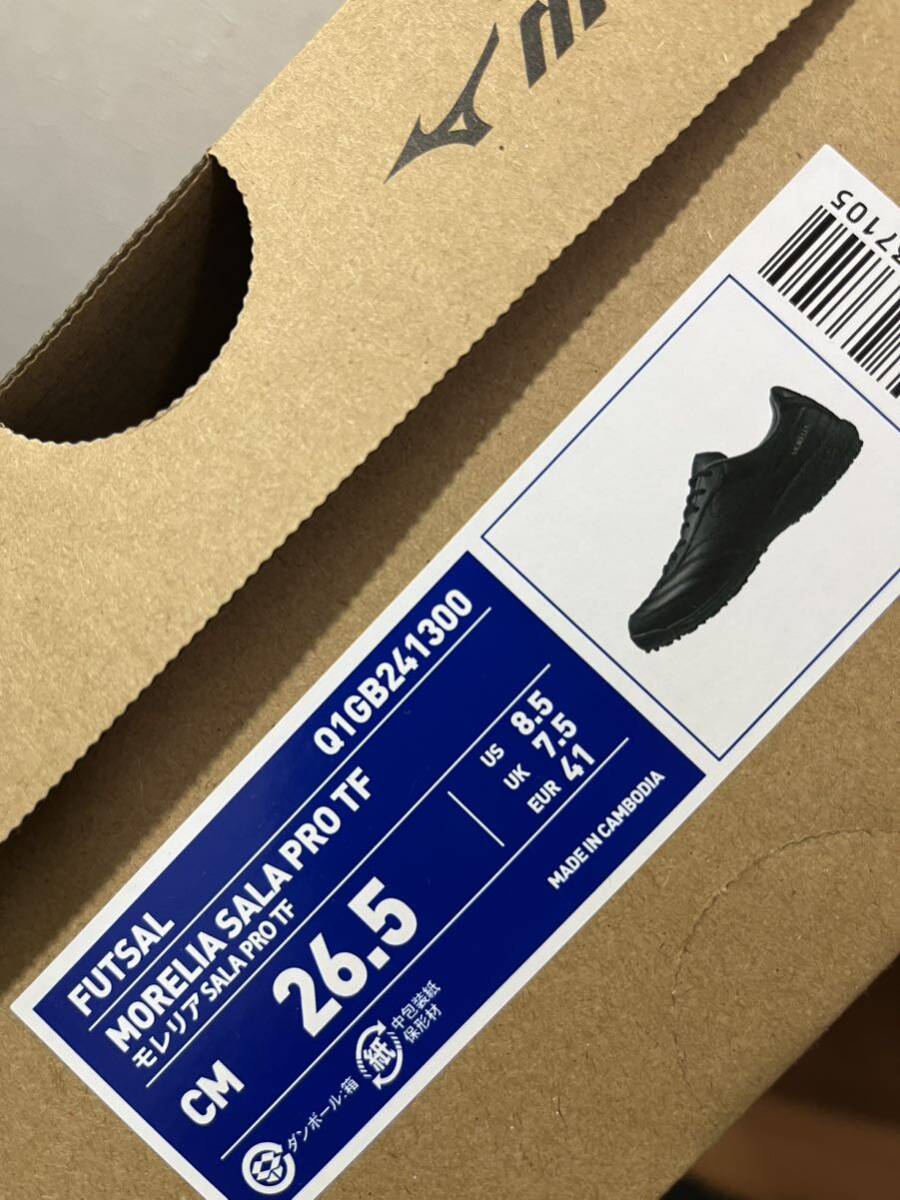 FUTSAL
Q1GB241300
MORELIA SALA PRO TF
モレリア SALA PRO TF
CM 26.5
US 8.5
UK 7.5
EUR 41
MADE IN CAMBODIA
ダンボール:箱
紙
中包装紙
保形材
7105